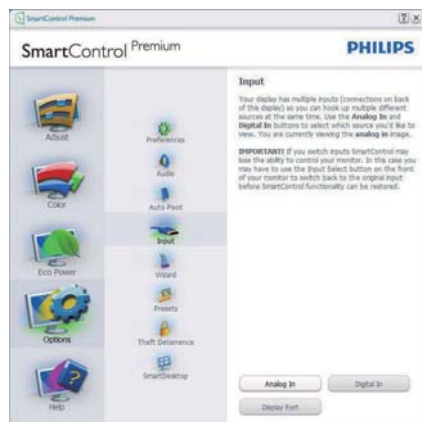 SmartControl Premium
SmartControl Premium
PHILIPS
Adjust
Color
Eco Power
Options
Help
Preferences
Audio
Auto Pivot
Input
Wizard
Presets
Theft Deterrence
SmartDesktop
Input
Your display has multiple inputs (connections on back
of this display) so you can hook up multiple different
sources at the same time. Use the Analog In and
Digital In buttons to select which source you'd like to
view. You are currently viewing the analog in image.
IMPORTANT! If you switch inputs SmartControl may
lose the ability to control your monitor. In this case you
may have to use the Input Select button on the front
of your monitor to switch back to the original input
before SmartControl functionality can be restored.
Analog In
Digital In
Display Port